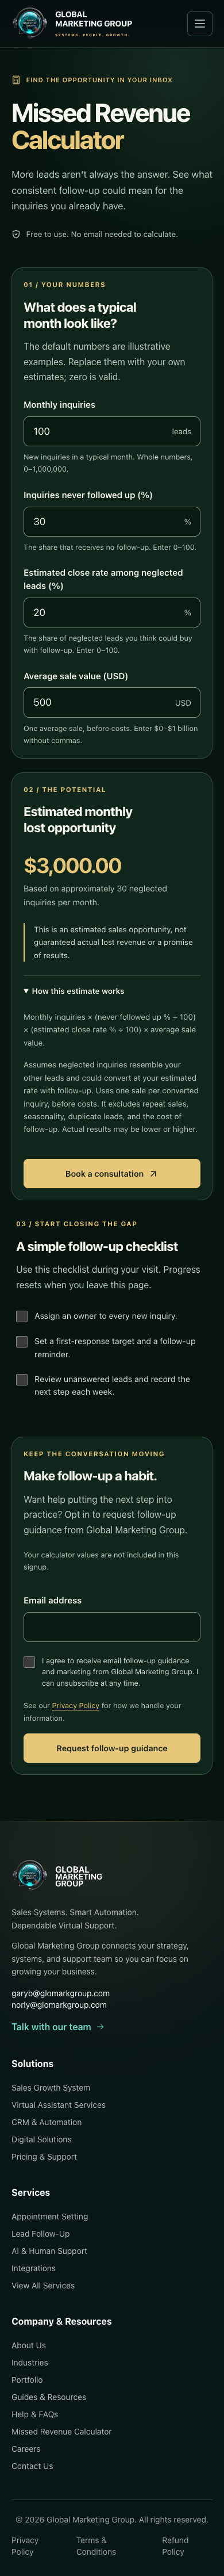 GLOBAL
MARKETING GROUP
SYSTEMS. PEOPLE. GROWTH.
FIND THE OPPORTUNITY IN YOUR INBOX
Missed Revenue
Calculator
More leads aren't always the answer. See what
consistent follow-up could mean for the
inquiries you already have.
Free to use. No email needed to calculate.
01 / YOUR NUMBERS
What does a typical
month look like?
The default numbers are illustrative
examples. Replace them with your own
estimates; zero is valid.
Monthly inquiries
100 leads
New inquiries in a typical month. Whole numbers,
0–1,000,000.
Inquiries never followed up (%)
30 %
The share that receives no follow-up. Enter 0–100.
Estimated close rate among neglected
leads (%)
20 %
The share of neglected leads you think could buy
with follow-up. Enter 0–100.
Average sale value (USD)
500 USD
One average sale, before costs. Enter $0–$1 billion
without commas.
02 / THE POTENTIAL
Estimated monthly
lost opportunity
$3,000.00
Based on approximately 30 neglected
inquiries per month.
This is an estimated sales opportunity, not
guaranteed actual lost revenue or a promise
of results.
▼ How this estimate works
Monthly inquiries × (never followed up % ÷ 100)
× (estimated close rate % ÷ 100) × average sale
value.
Assumes neglected inquiries resemble your
other leads and could convert at your estimated
rate with follow-up. Uses one sale per converted
inquiry, before costs. It excludes repeat sales,
seasonality, duplicate leads, and the cost of
follow-up. Actual results may be lower or higher.
Book a consultation ↗
03 / START CLOSING THE GAP
A simple follow-up checklist
Use this checklist during your visit. Progress
resets when you leave this page.
Assign an owner to every new inquiry.
Set a first-response target and a follow-up
reminder.
Review unanswered leads and record the
next step each week.
KEEP THE CONVERSATION MOVING
Make follow-up a habit.
Want help putting the next step into
practice? Opt in to request follow-up
guidance from Global Marketing Group.
Your calculator values are not included in this
signup.
Email address
I agree to receive email follow-up guidance
and marketing from Global Marketing Group. I
can unsubscribe at any time.
See our Privacy Policy for how we handle your
information.
Request follow-up guidance
GLOBAL
MARKETING
GROUP
Sales Systems. Smart Automation.
Dependable Virtual Support.
Global Marketing Group connects your strategy,
systems, and support team so you can focus on
growing your business.
garyb@glomarkgroup.com
norly@glomarkgroup.com
Talk with our team →
Solutions
Sales Growth System
Virtual Assistant Services
CRM & Automation
Digital Solutions
Pricing & Support
Services
Appointment Setting
Lead Follow-Up
AI & Human Support
Integrations
View All Services
Company & Resources
About Us
Industries
Portfolio
Guides & Resources
Help & FAQs
Missed Revenue Calculator
Careers
Contact Us
© 2026 Global Marketing Group. All rights reserved.
Privacy Policy
Terms & Conditions
Refund Policy